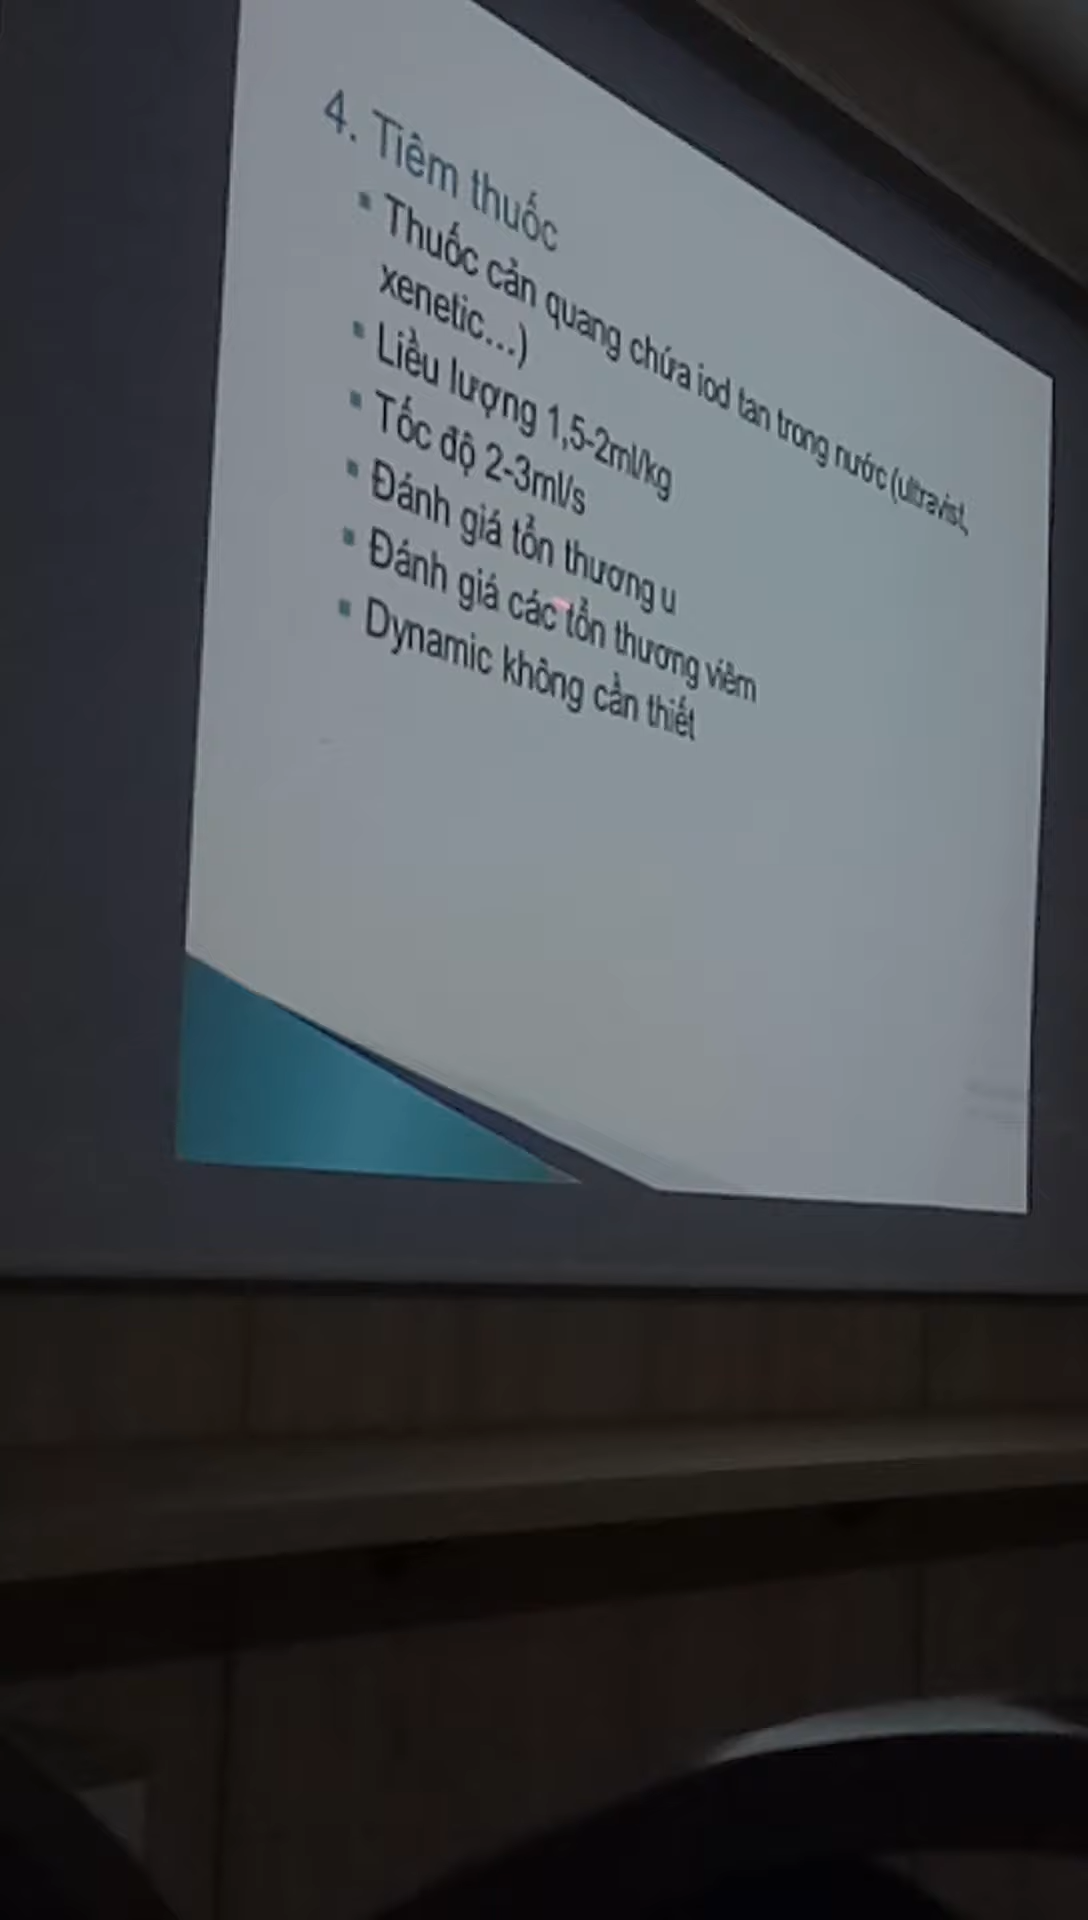 4. Tiêm thuốc
▪ Thuốc cản quang chứa iod tan trong nước (ultravist,
xenetic...)
▪ Liều lượng 1,5-2ml/kg
▪ Tốc độ 2-3ml/s
▪ Đánh giá tổn thương u
▪ Đánh giá các tổn thương viêm
▪ Dynamic không cần thiết